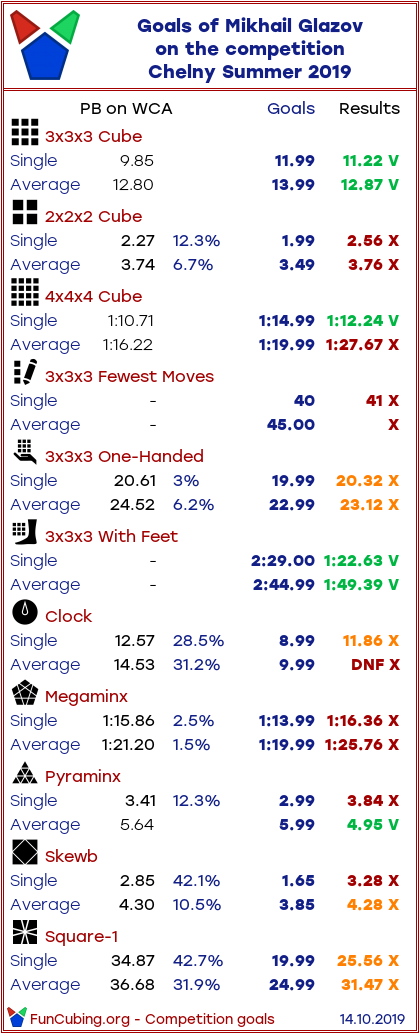 Goals of Mikhail Glazov
on the competition
Chelny Summer 2019
PB on WCA Goals Results
3x3x3 Cube
Single 9.85 11.99 11.22 V
Average 12.80 13.99 12.87 V
2x2x2 Cube
Single 2.27 12.3% 1.99 2.56 X
Average 3.74 6.7% 3.49 3.76 X
4x4x4 Cube
Single 1:10.71 1:14.99 1:12.24 V
Average 1:16.22 1:19.99 1:27.67 X
3x3x3 Fewest Moves
Single - 40 41 X
Average - 45.00 X
3x3x3 One-Handed
Single 20.61 3% 19.99 20.32 X
Average 24.52 6.2% 22.99 23.12 X
3x3x3 With Feet
Single - 2:29.00 1:22.63 V
Average - 2:44.99 1:49.39 V
Clock
Single 12.57 28.5% 8.99 11.86 X
Average 14.53 31.2% 9.99 DNF X
Megaminx
Single 1:15.86 2.5% 1:13.99 1:16.36 X
Average 1:21.20 1.5% 1:19.99 1:25.76 X
Pyraminx
Single 3.41 12.3% 2.99 3.84 X
Average 5.64 5.99 4.95 V
Skewb
Single 2.85 42.1% 1.65 3.28 X
Average 4.30 10.5% 3.85 4.28 X
Square-1
Single 34.87 42.7% 19.99 25.56 X
Average 36.68 31.9% 24.99 31.47 X
FunCubing.org - Competition goals 14.10.2019